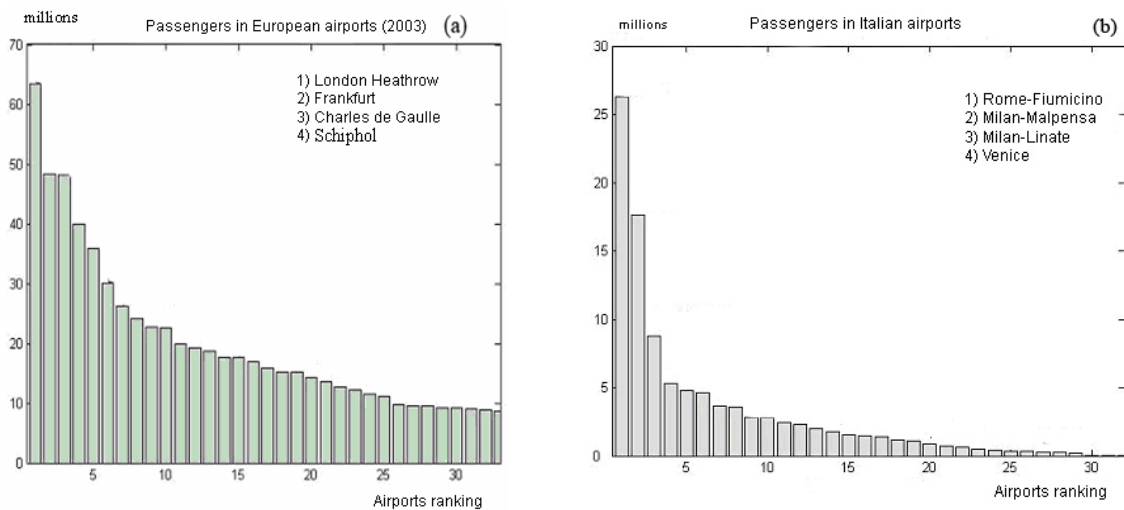 millions
Passengers in European airports (2003) (a)
70
60
50
40
30
20
10
0
1) London Heathrow
2) Frankfurt
3) Charles de Gaulle
4) Schiphol
5 10 15 20 25 30
Airports ranking
millions
Passengers in Italian airports (b)
30
25
20
15
10
5
0
1) Rome-Fiumicino
2) Milan-Malpensa
3) Milan-Linate
4) Venice
5 10 15 20 25 30
Airports ranking